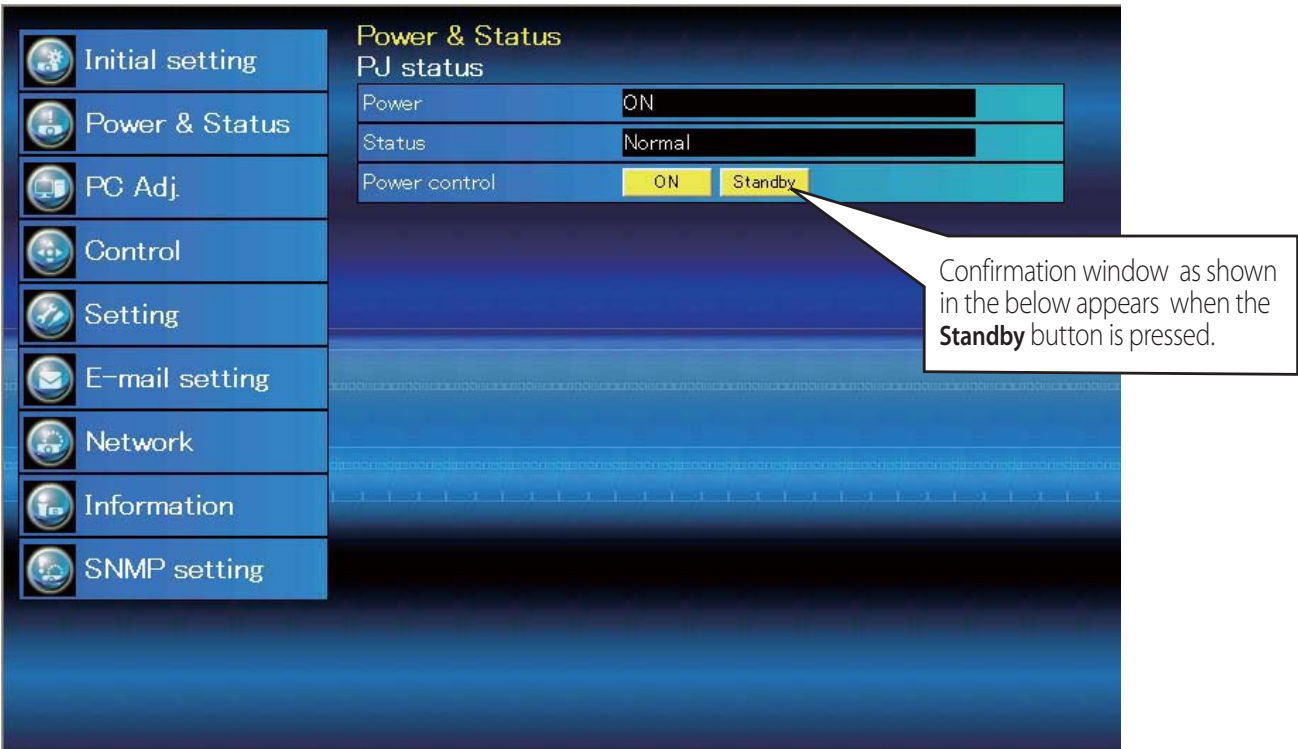 Initial setting
Power & Status
PC Adj.
Control
Setting
E-mail setting
Network
Information
SNMP setting
Power & Status
PJ status
Power ON
Status Normal
Power control ON Standby
Confirmation window as shown
in the below appears when the
Standby button is pressed.